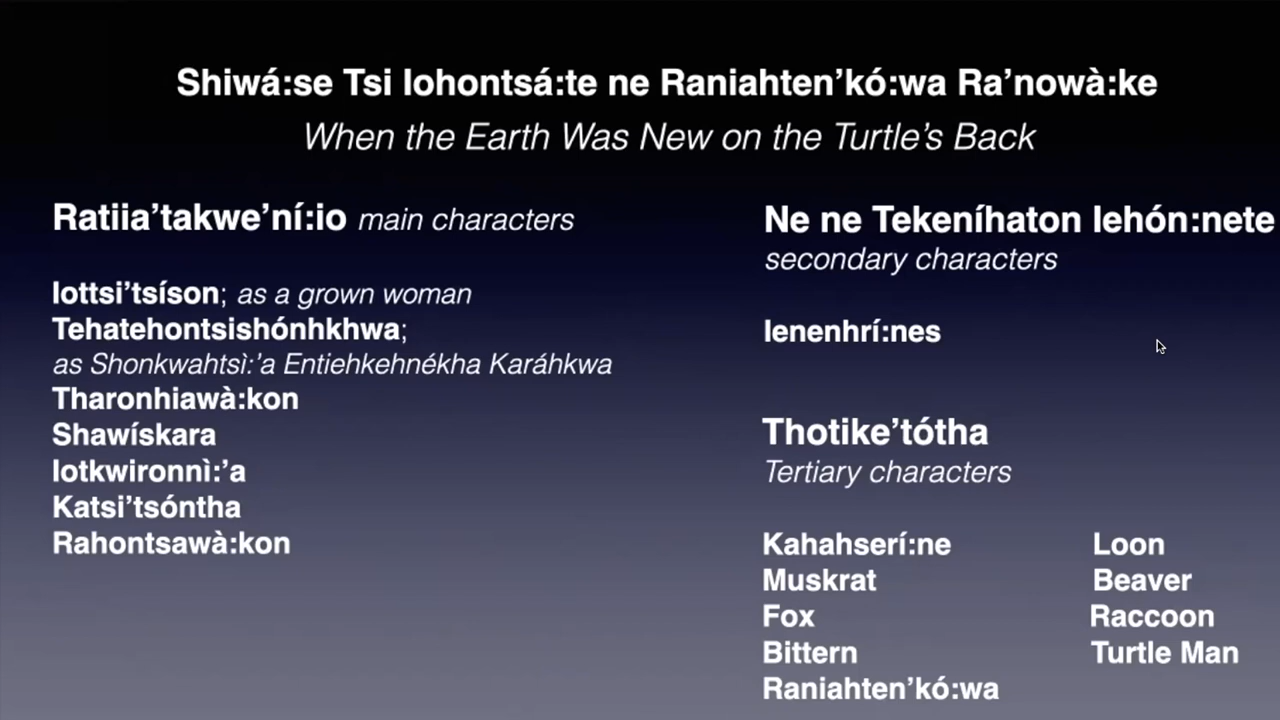 Shiwá:se Tsi Iohontsá:te ne Raniahten’kó:wa Ra’nowà:ke
When the Earth Was New on the Turtle’s Back
Ratiia’takwe’ní:io main characters
Iottsi’tsíson; as a grown woman
Tehatehontsishónhkhwa;
as Shonkwahtsì:’a Entiehkehnékha Karáhkwa
Tharonhiawà:kon
Shawískara
Iotkwironnì:’a
Katsi’tsóntha
Rahontsawà:kon
Ne ne Tekeníhaton Iehón:nete
secondary characters
Ienenhrí:nes
Thotike’tótha
Tertiary characters
Kahahserí:ne Loon
Muskrat Beaver
Fox Raccoon
Bittern Turtle Man
Raniahten’kó:wa